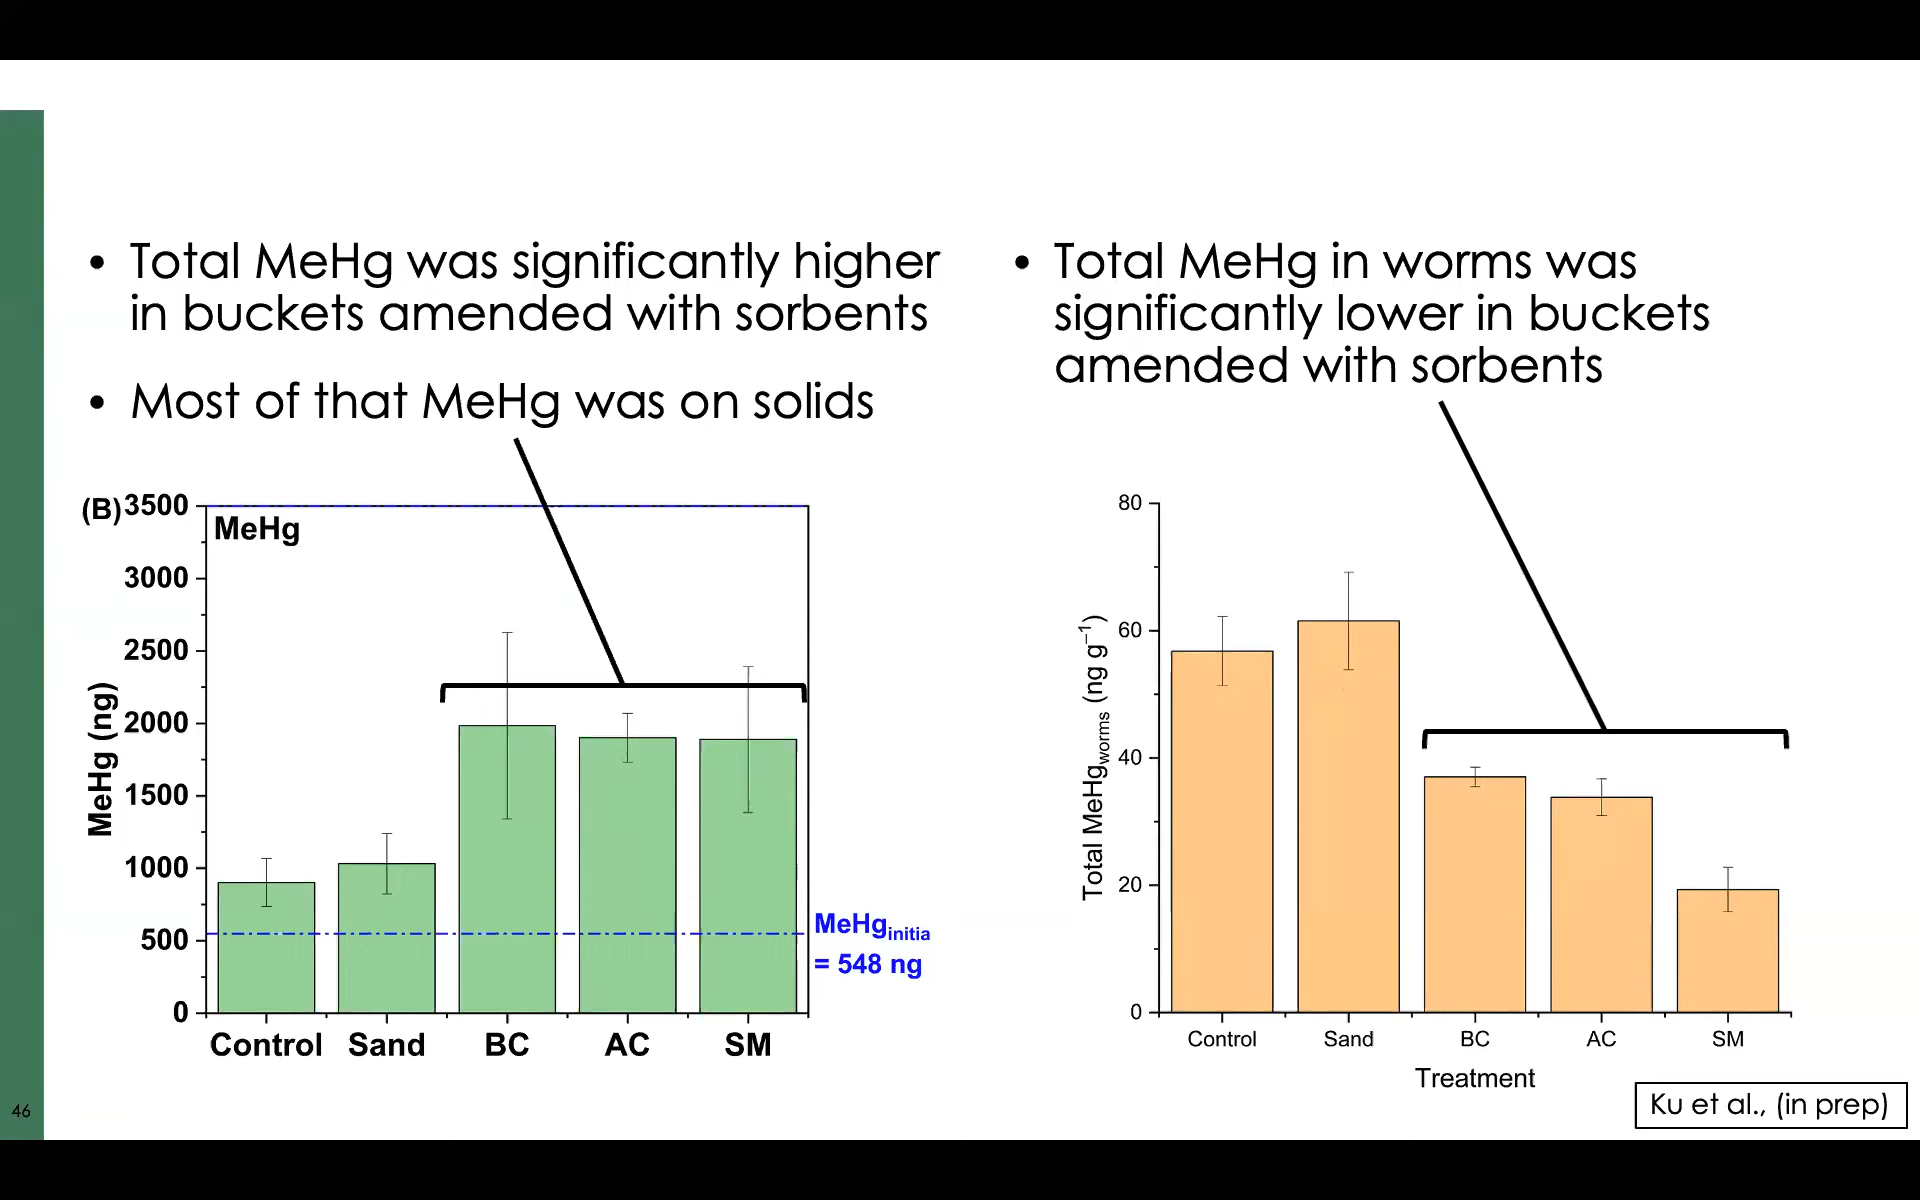 • Total MeHg was significantly higher
in buckets amended with sorbents
• Most of that MeHg was on solids
• Total MeHg in worms was
significantly lower in buckets
amended with sorbents
(B)
MeHg
MeHg (ng)
3500
3000
2500
2000
1500
1000
500
0
Control Sand BC AC SM
MeHginitia
= 548 ng
Total MeHgworms (ng g⁻¹)
80
60
40
20
0
Control Sand BC AC SM
Treatment
Ku et al., (in prep)
46